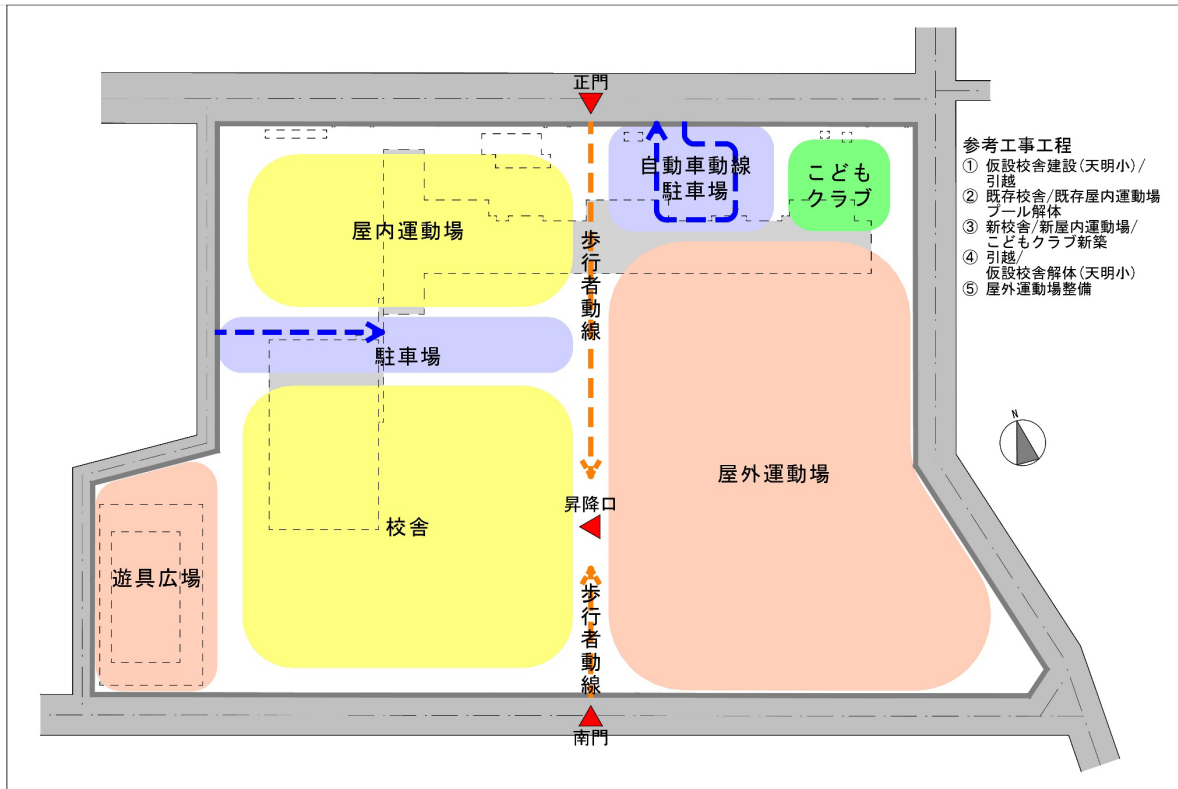 正門
自動車動線
駐車場
こども
クラブ
屋内運動場
歩行者動線
駐車場
屋外運動場
昇降口
校舎
遊具広場
歩行者動線
南門
参考工事工程
① 仮設校舎建設(天明小)/
引越
② 既存校舎/既存屋内運動場
プール解体
③ 新校舎/新屋内運動場/
こどもクラブ新築
④ 引越/
仮設校舎解体(天明小)
⑤ 屋外運動場整備
N